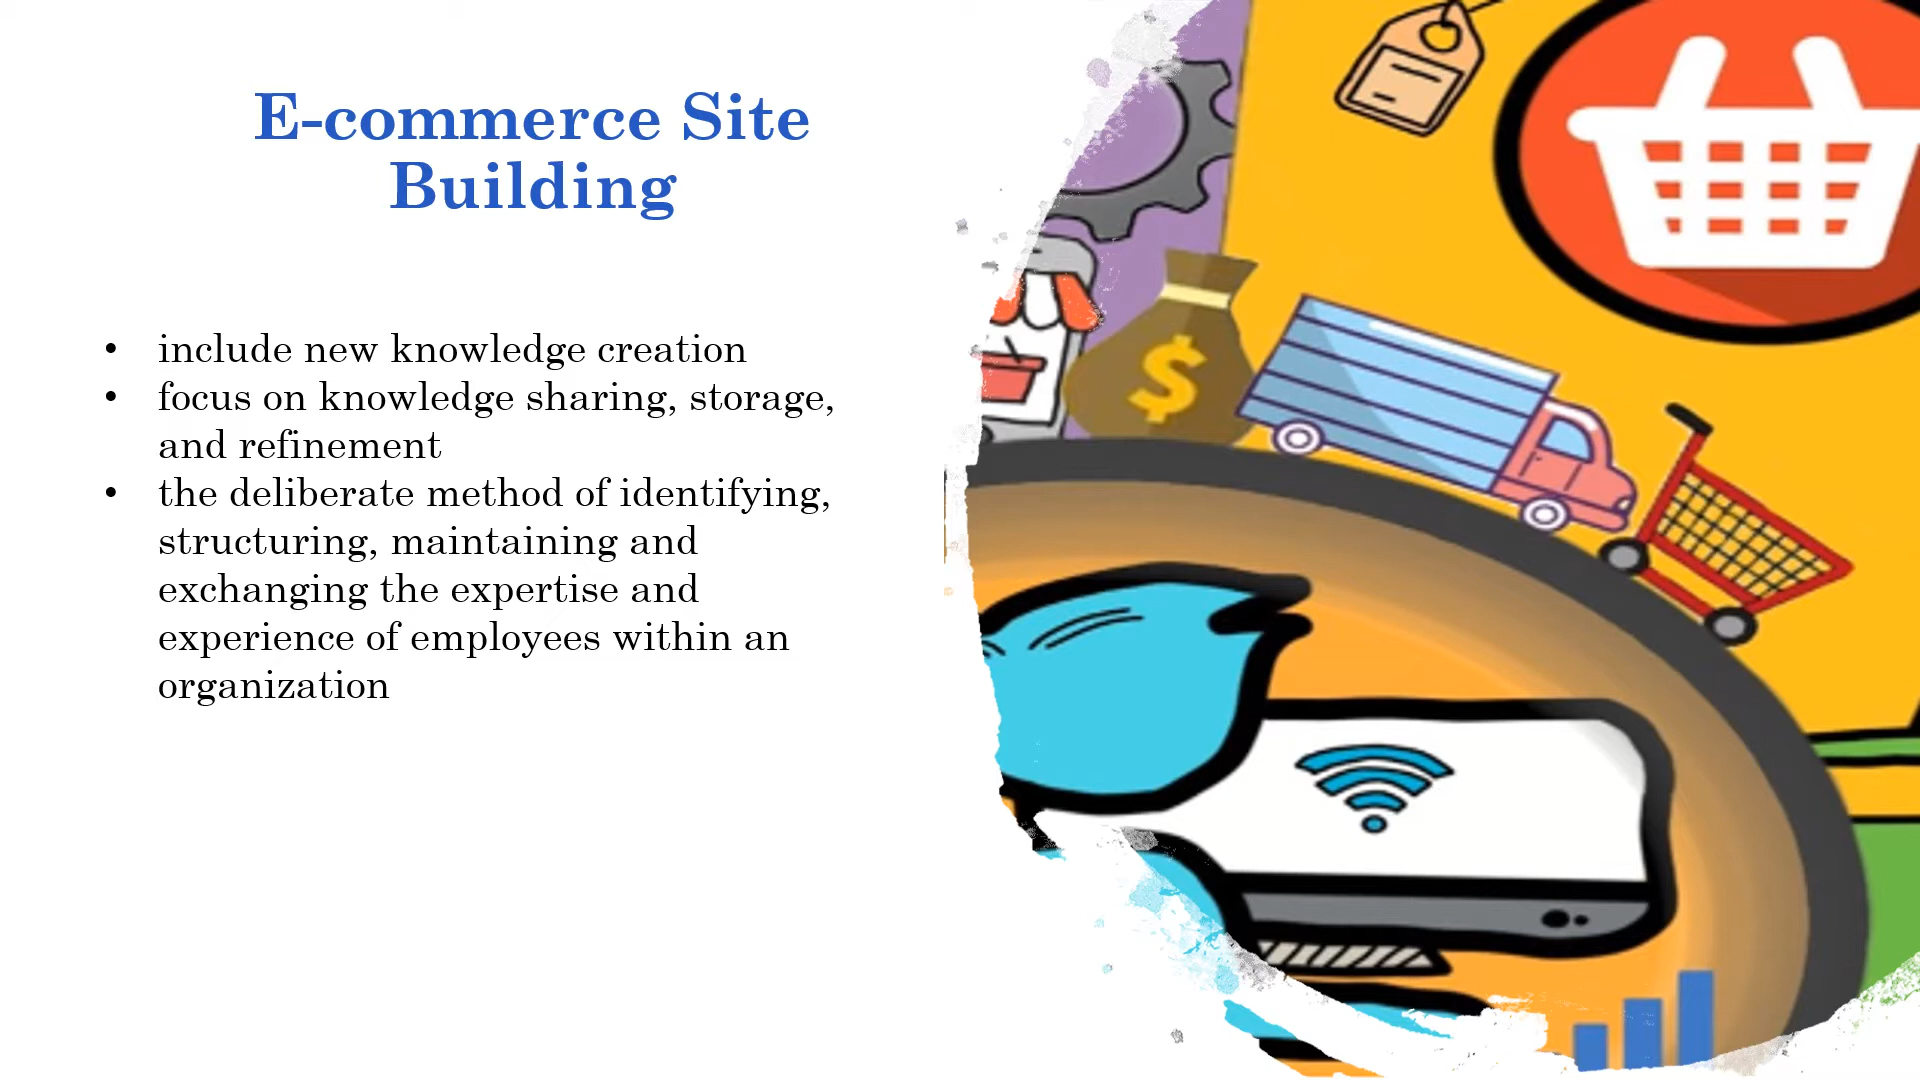 E-commerce Site
Building
• include new knowledge creation
• focus on knowledge sharing, storage,
and refinement
• the deliberate method of identifying,
structuring, maintaining and
exchanging the expertise and
experience of employees within an
organization
$